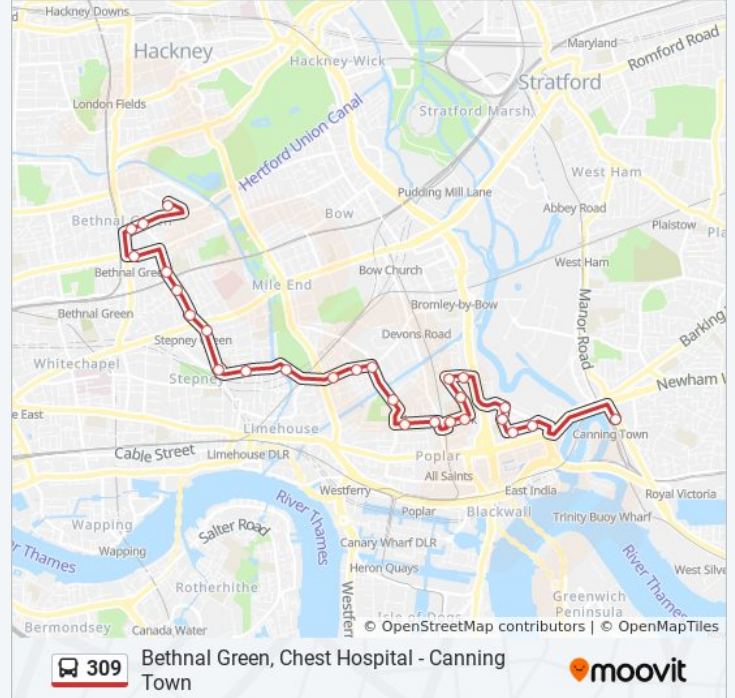 Hackney Downs
Hackney
Maryland
Romford Road
Hackney-Wick
Stratford
London Fields
Stratford Marsh
Hertford Union Canal
West Ham
Pudding Mill Lane
Abbey Road
Bethnal Green
Bow
Plaistow
Pla
West Ham
Bethnal Gree
Bow Church
Mile End
Manor Road
Bromley-by-Bow
Bethnal Green
Barking
Devons Road
Stepney Green
Whitechapel
Stepney
Newham
e East
Limehouse
Canning Town
Cable Street
Limehouse DLR
Poplar
All Saints
Westferry
East India
Royal Victoria
River Thames
Poplar
Blackwall
Trinity Buoy Wharf
Wapping
Salter Road
Wapping
Canary Wharf DLR
River Thames
er Thames
Heron Quays
West Silve
Rotherhithe
Westferr
Greenwich
Peninsula
Isle of Dogs
Bermondsey
Canada Water
© OpenStreetMap contributors | © OpenMapTiles
309
Bethnal Green, Chest Hospital - Canning
Town
moovit